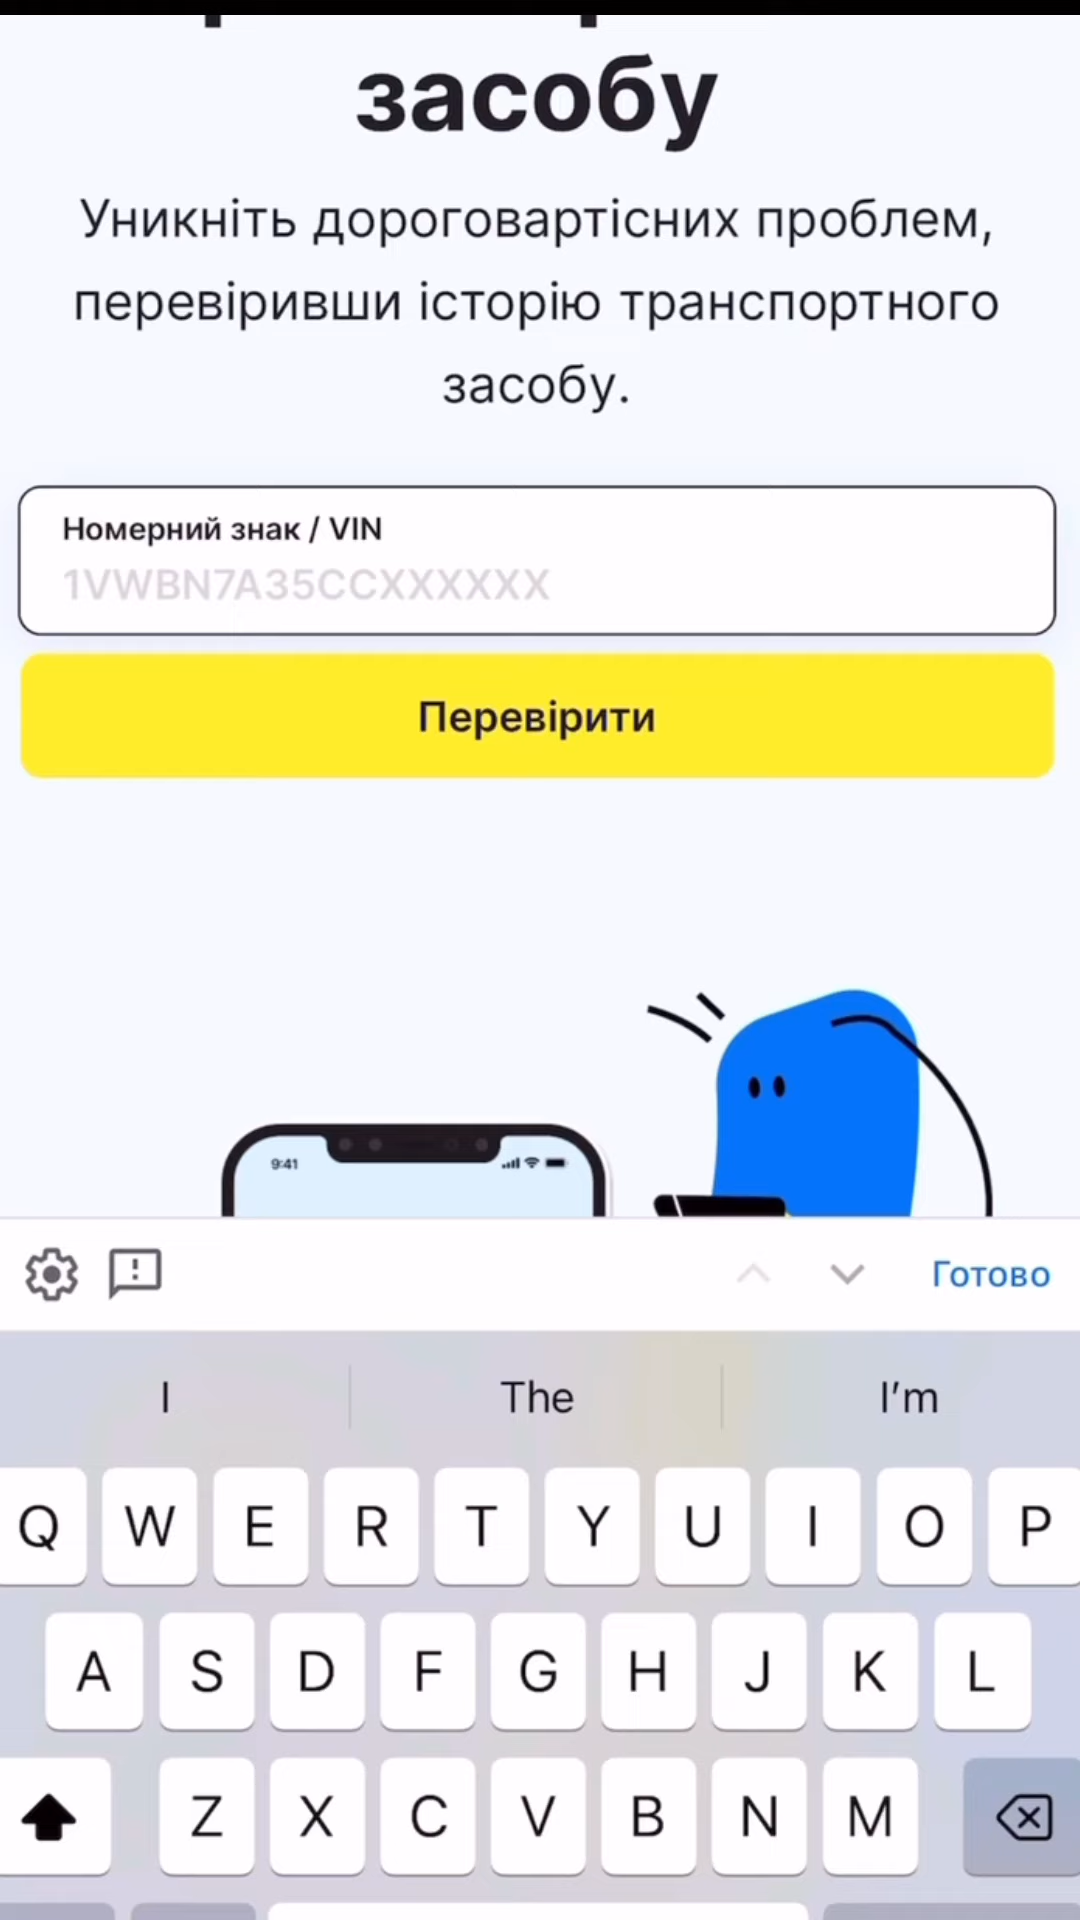 засобу
Уникніть дороговартісних проблем,
перевіривши історію транспортного
засобу.
Номерний знак / VIN
1VWBN7A35CCXXXXXX
Перевірити
9:41
Готово
I The I'm
Q W E R T Y U I O P
A S D F G H J K L
Z X C V B N M